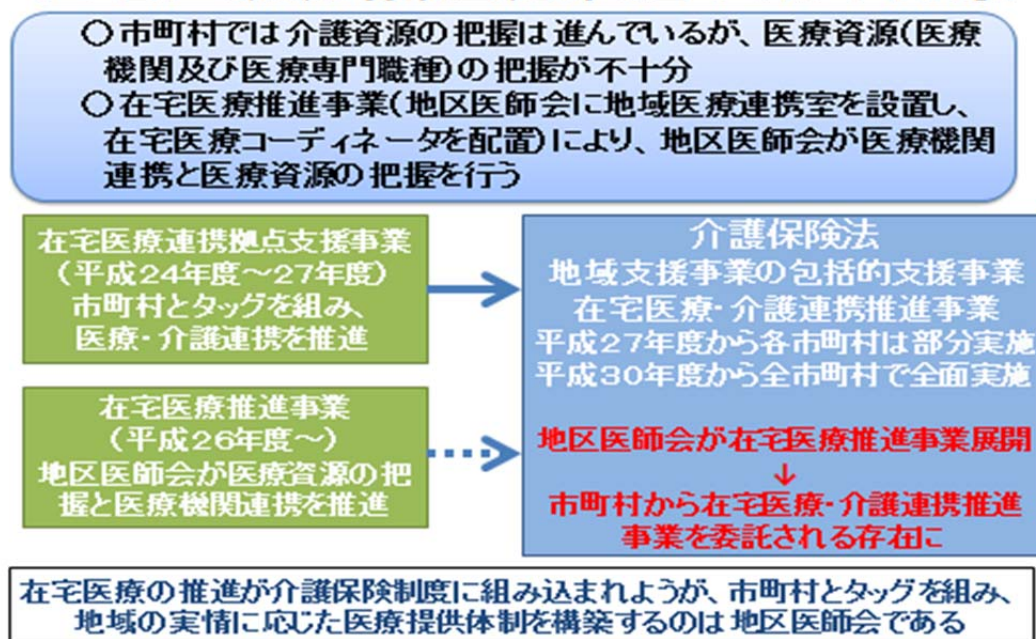 ○市町村では介護資源の把握は進んでいるが、医療資源(医療
機関及び医療専門職種)の把握が不十分
○在宅医療推進事業(地区医師会に地域医療連携室を設置し、
在宅医療コーディネータを配置)により、地区医師会が医療機関
連携と医療資源の把握を行う
在宅医療連携拠点支援事業
(平成24年度～27年度)
市町村とタッグを組み、
医療・介護連携を推進
在宅医療推進事業
(平成26年度～)
地区医師会が医療資源の把
握と医療機関連携を推進
介護保険法
地域支援事業の包括的支援事業
在宅医療・介護連携推進事業
平成27年度から各市町村は部分実施
平成30年度から全市町村で全面実施
地区医師会が在宅医療推進事業展開
↓
市町村から在宅医療・介護連携推進
事業を委託される存在に
在宅医療の推進が介護保険制度に組み込まれようが、市町村とタッグを組み、
地域の実情に応じた医療提供体制を構築するのは地区医師会である